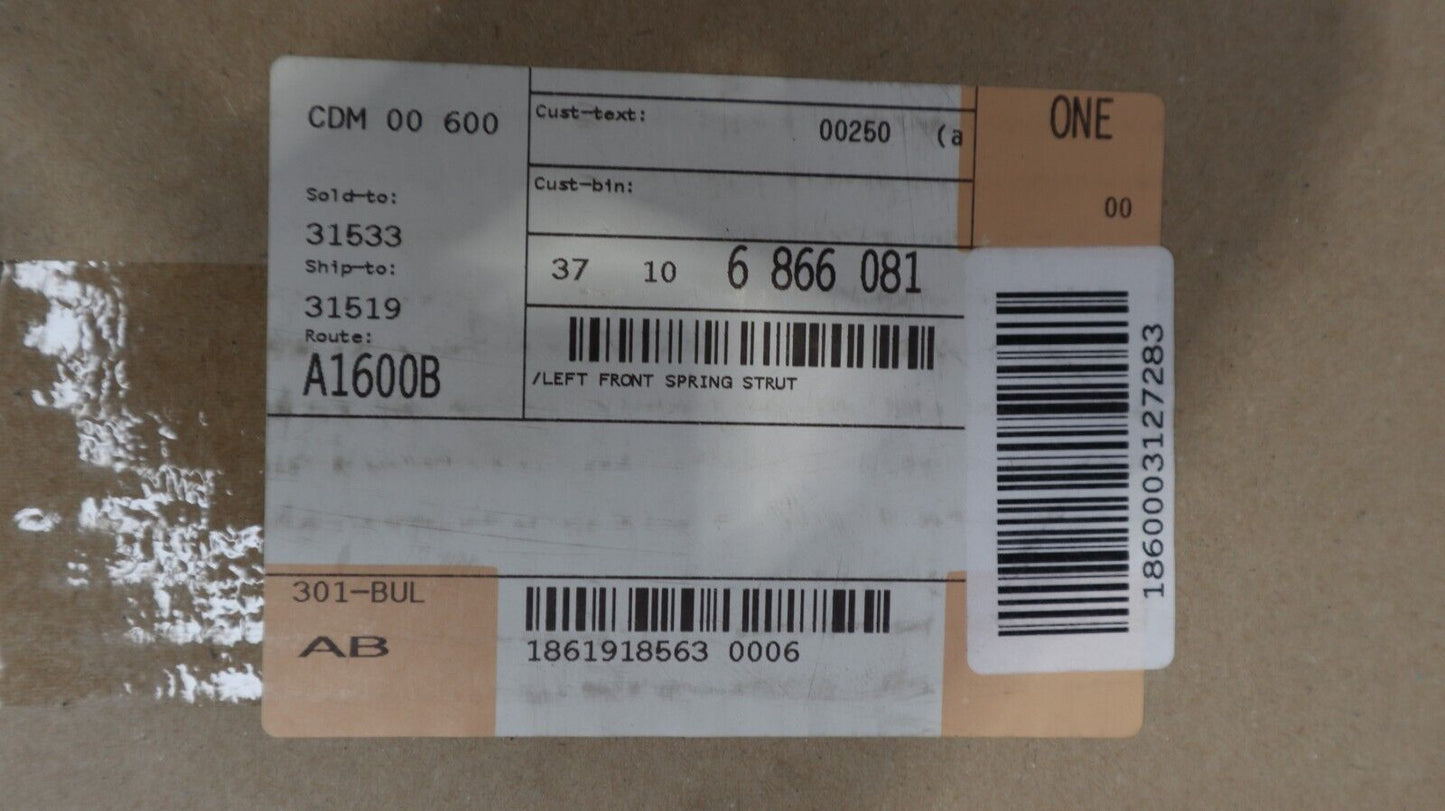 CDM 00 600
Sold-to:
31533
Ship-to:
31519
Route:
A1600B
Cust-text:
00250 (a
Cust-bin:
37 10 6 866 081
/LEFT FRONT SPRING STRUT
ONE
00
18600003127283
301-BUL
AB
1861918563 0006